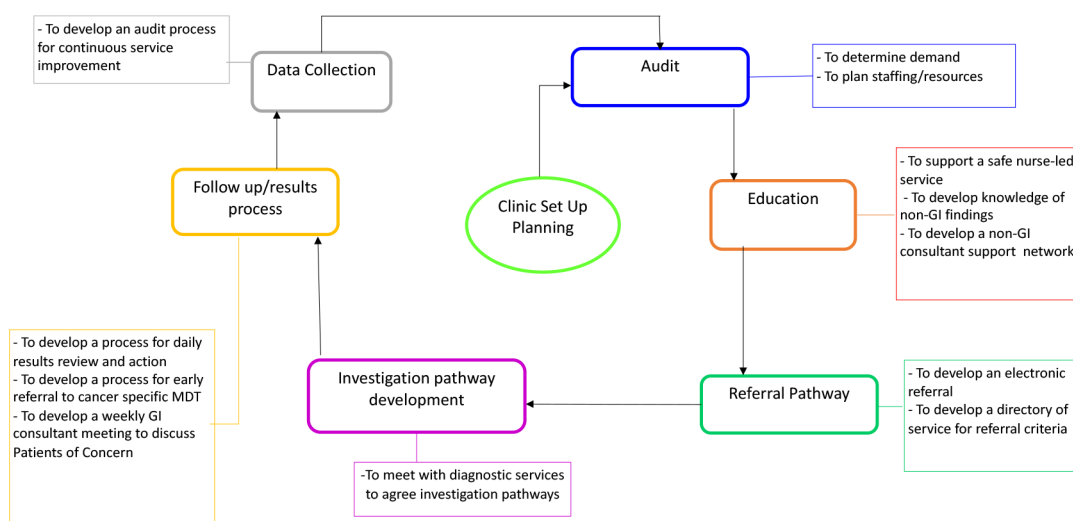 - To develop an audit process
for continuous service
improvement
Data Collection
Audit
- To determine demand
- To plan staffing/resources
Follow up/results
process
Clinic Set Up
Planning
Education
- To support a safe nurse-led
service
- To develop knowledge of
non-GI findings
- To develop a non-GI
consultant support network
- To develop a process for daily
results review and action
- To develop a process for early
referral to cancer specific MDT
- To develop a weekly GI
consultant meeting to discuss
Patients of Concern
Investigation pathway
development
Referral Pathway
- To develop an electronic
referral
- To develop a directory of
service for referral criteria
-To meet with diagnostic services
to agree investigation pathways